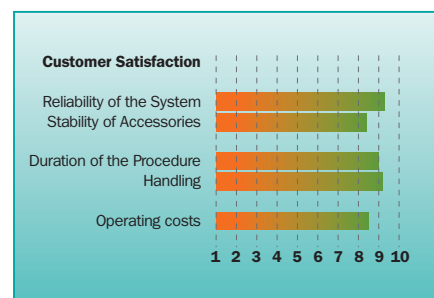 Customer Satisfaction
Reliability of the System
Stability of Accessories
Duration of the Procedure
Handling
Operating costs
1 2 3 4 5 6 7 8 9 10